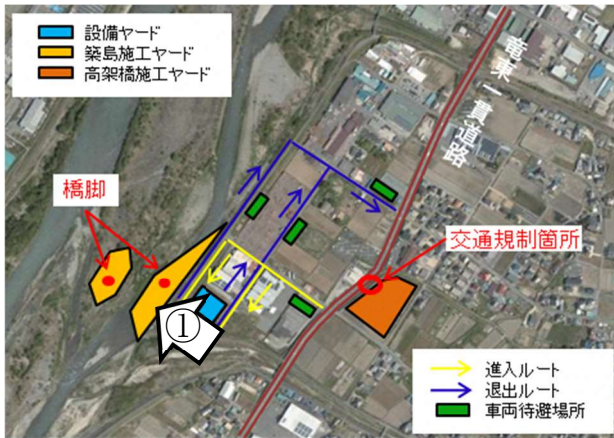 設備ヤード
築島施工ヤード
高架橋施工ヤード
竜東一貫道路
橋脚
交通規制箇所
①
進入ルート
退出ルート
車両待避場所